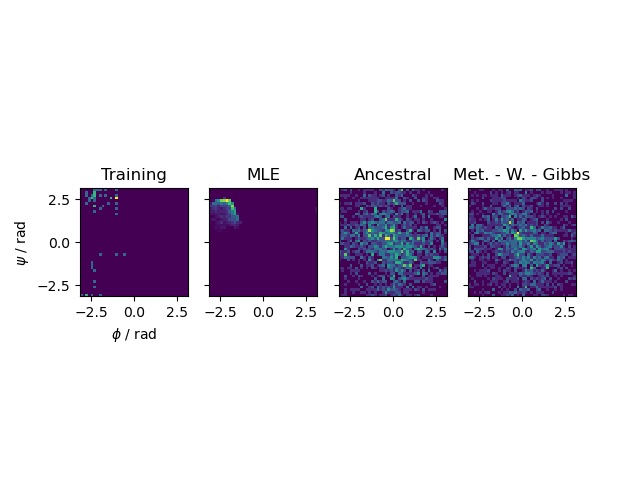 Training MLE Ancestral Met. - W. - Gibbs
2.5
0.0
−2.5
ψ / rad
−2.5 0.0 2.5 −2.5 0.0 2.5 −2.5 0.0 2.5 −2.5 0.0 2.5
ϕ / rad